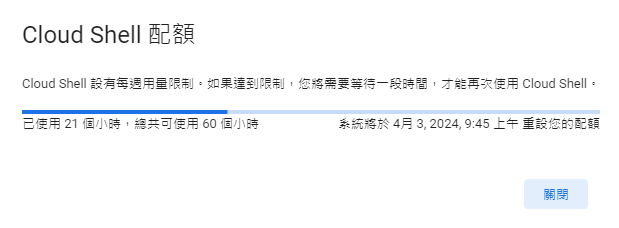 Cloud Shell 配額
Cloud Shell 設有每週用量限制。如果達到限制，您將需要等待一段時間，才能再次使用 Cloud Shell。
已使用 21 個小時，總共可使用 60 個小時
系統將於 4月 3, 2024, 9:45 上午 重設您的配額
關閉